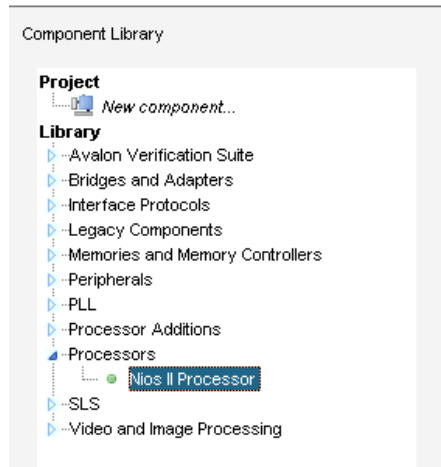 Component Library
Project
New component...
Library
Avalon Verification Suite
Bridges and Adapters
Interface Protocols
Legacy Components
Memories and Memory Controllers
Peripherals
PLL
Processor Additions
Processors
Nios II Processor
SLS
Video and Image Processing